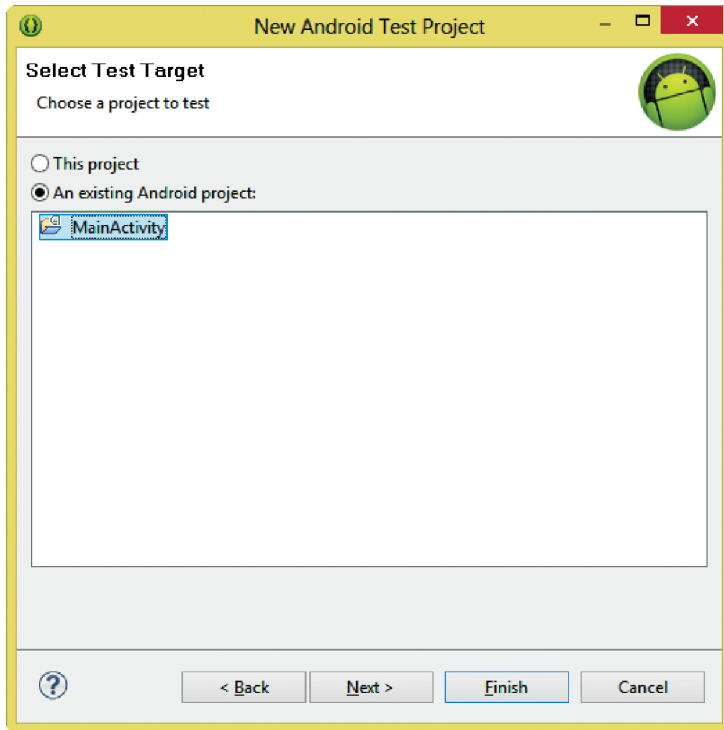 New Android Test Project
Select Test Target
Choose a project to test
This project
An existing Android project:
MainActivity
?
< Back Next > Finish Cancel